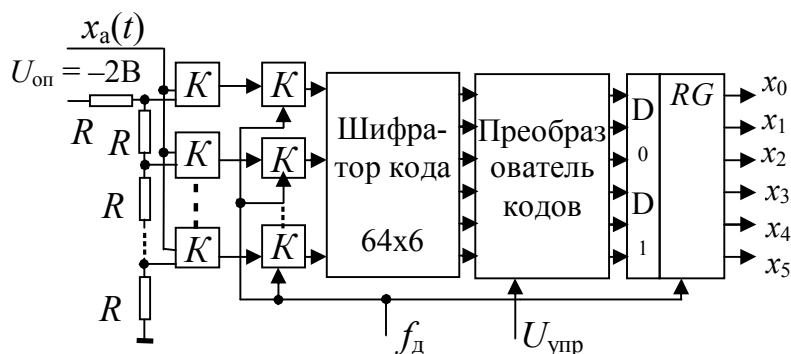 xа(t)
Uоп = –2В
R
R
R
R
К
К
К
К
К
К
Шифра-
тор кода
64х6
Преобраз
ователь
кодов
D
0
D
1
RG
x0
x1
x2
x3
x4
x5
fд
Uупр